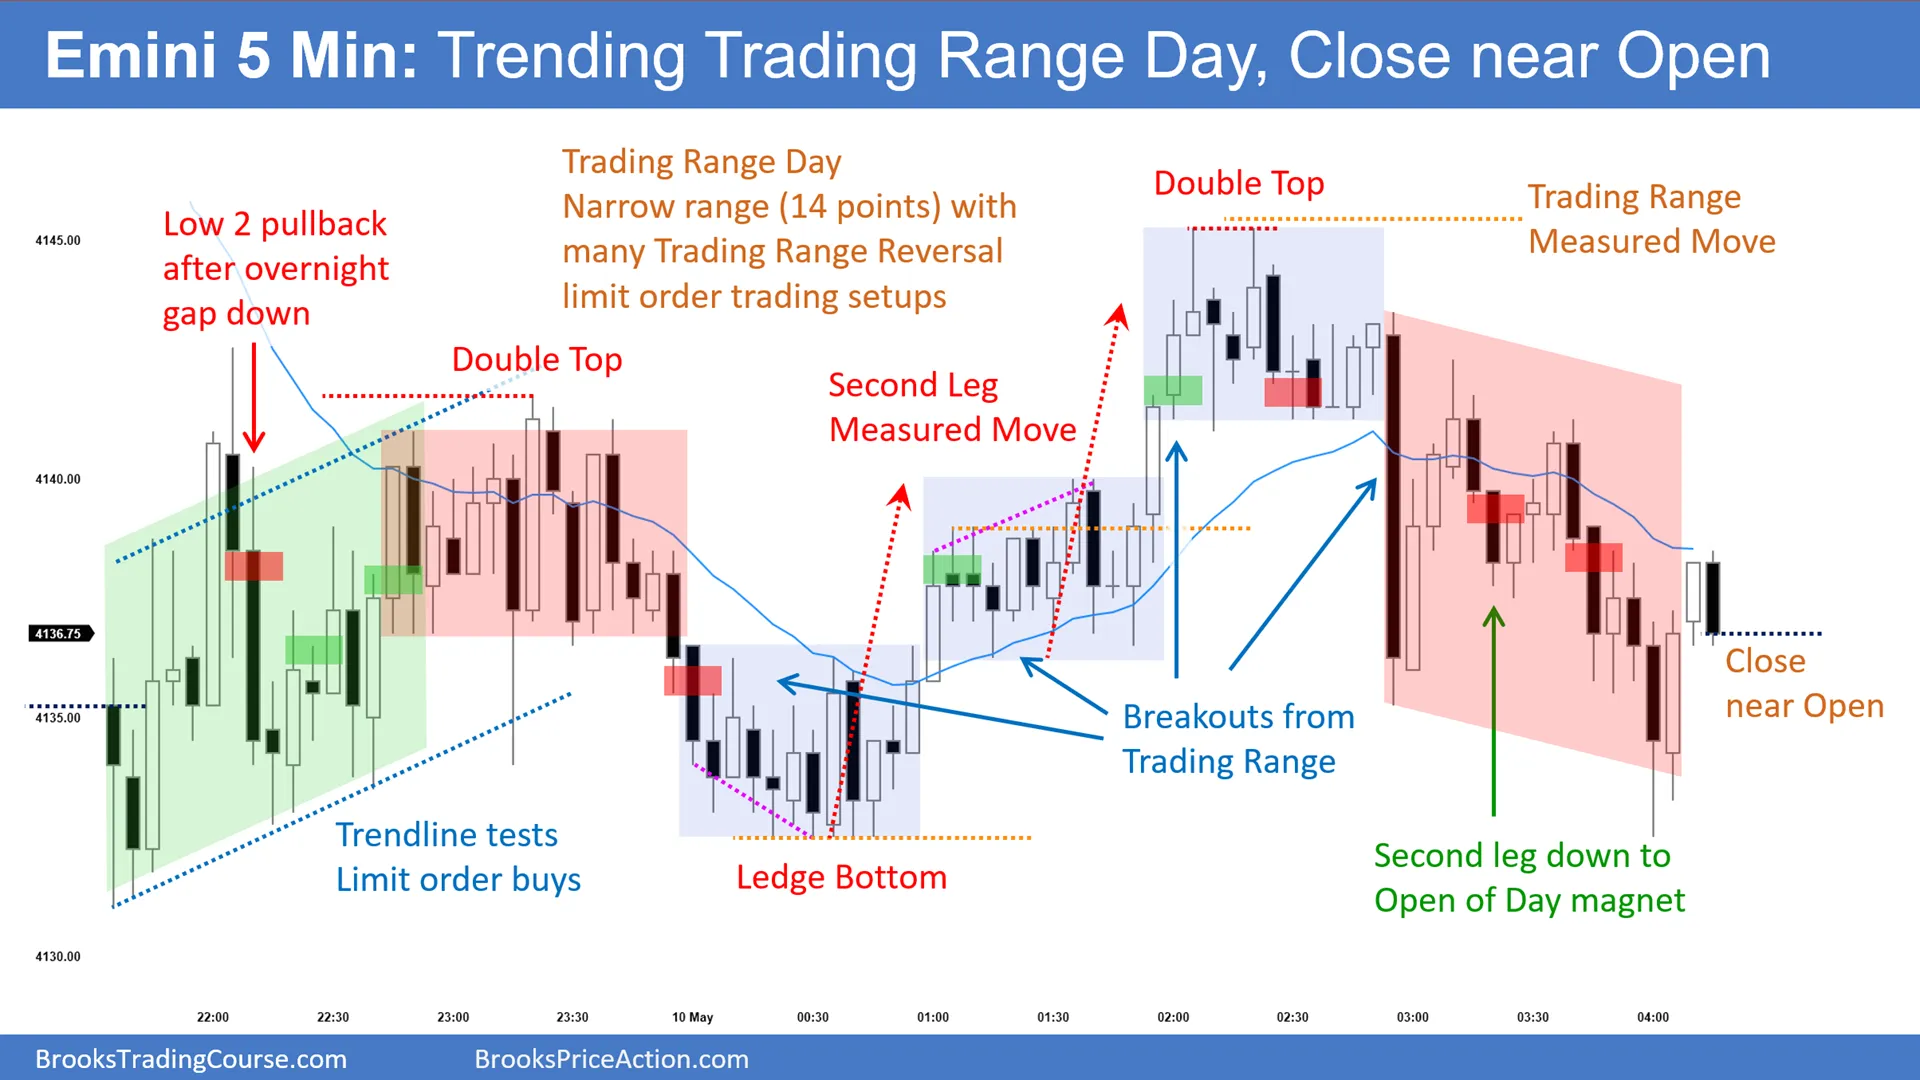 Emini 5 Min: Trending Trading Range Day, Close near Open
Trading Range Day
Narrow range (14 points) with
many Trading Range Reversal
limit order trading setups
Low 2 pullback
after overnight
gap down
Double Top
Second Leg
Measured Move
Double Top
Trading Range
Measured Move
4145.00
4140.00
4136.75
4135.00
4130.00
Trendline tests
Limit order buys
Ledge Bottom
Breakouts from
Trading Range
Close
near Open
Second leg down to
Open of Day magnet
22:00 22:30 23:00 23:30 10 May 00:30 01:00 01:30 02:00 02:30 03:00 03:30 04:00
BrooksTradingCourse.com
BrooksPriceAction.com